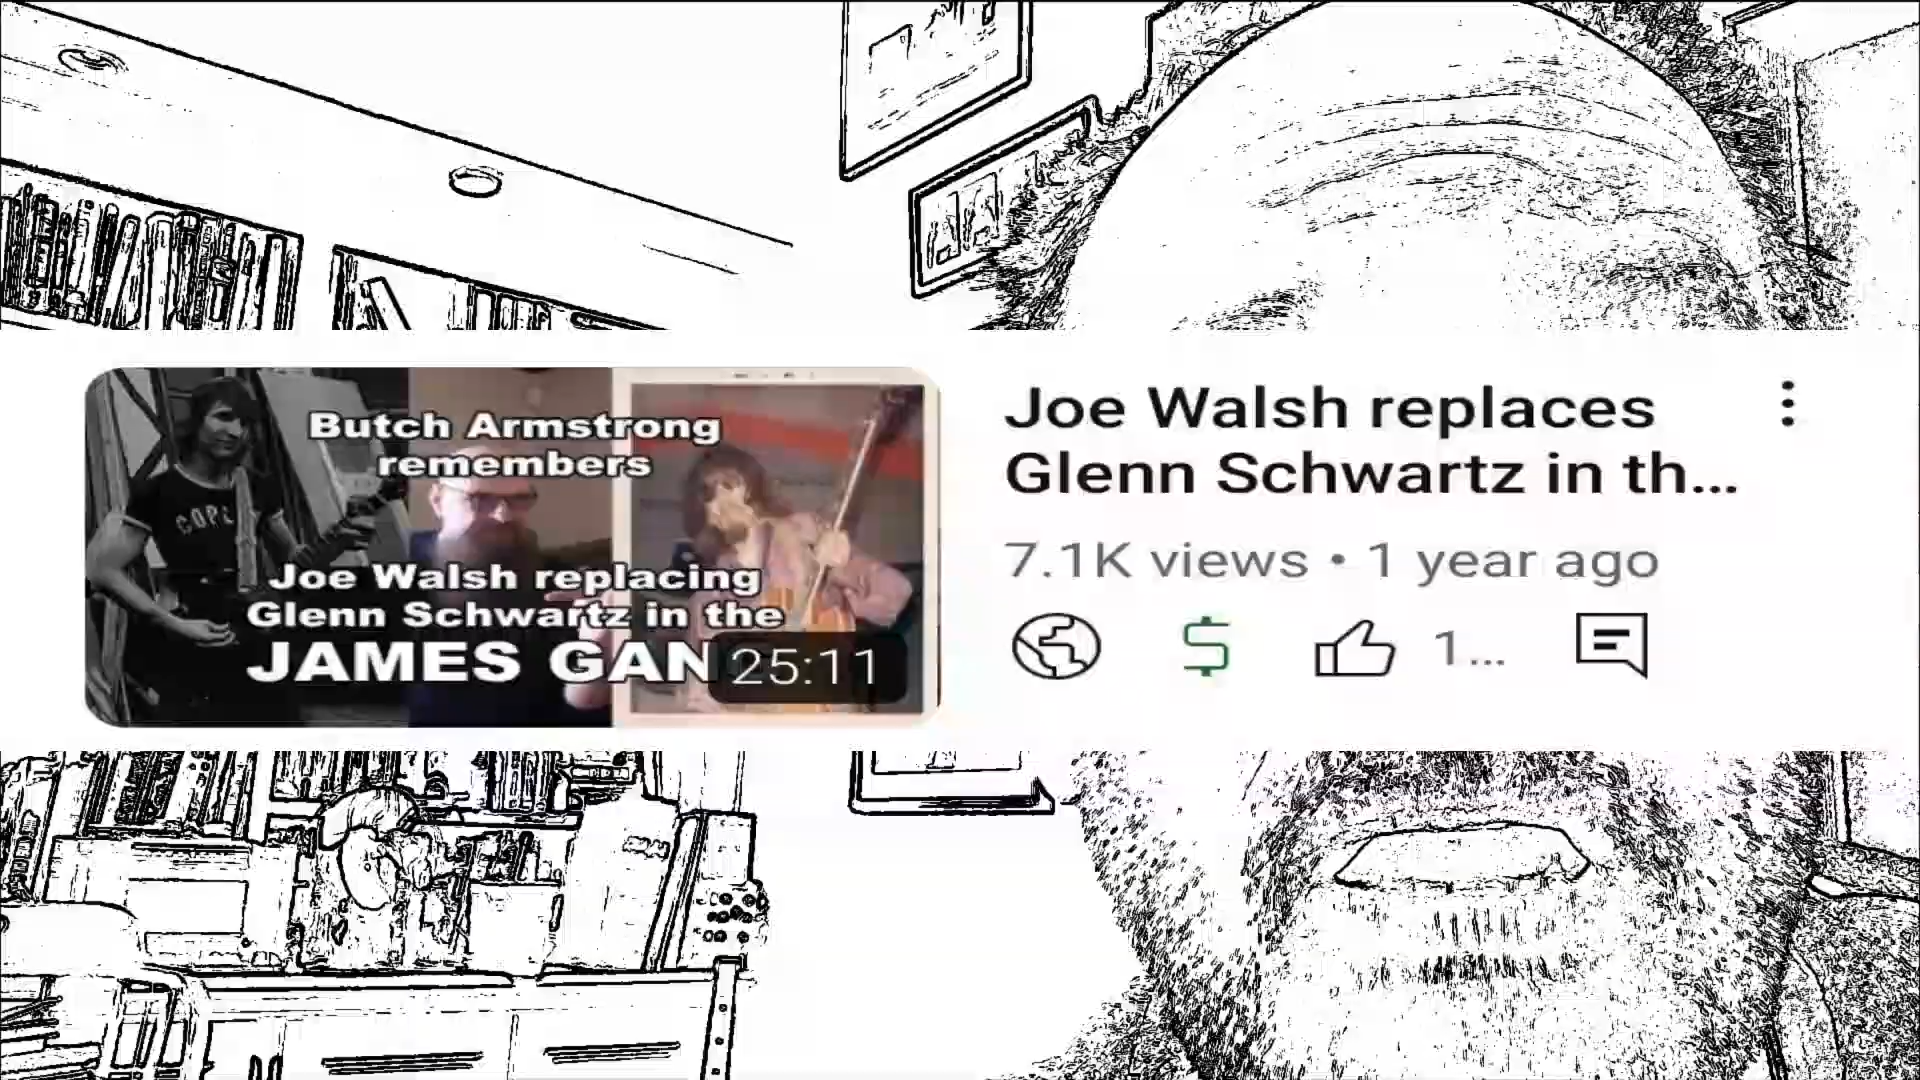 Butch Armstrong
remembers
COPE
Joe Walsh replacing
Glenn Schwartz in the
JAMES GAN
25:11
Joe Walsh replaces
Glenn Schwartz in th...
7.1K views • 1 year ago
1...